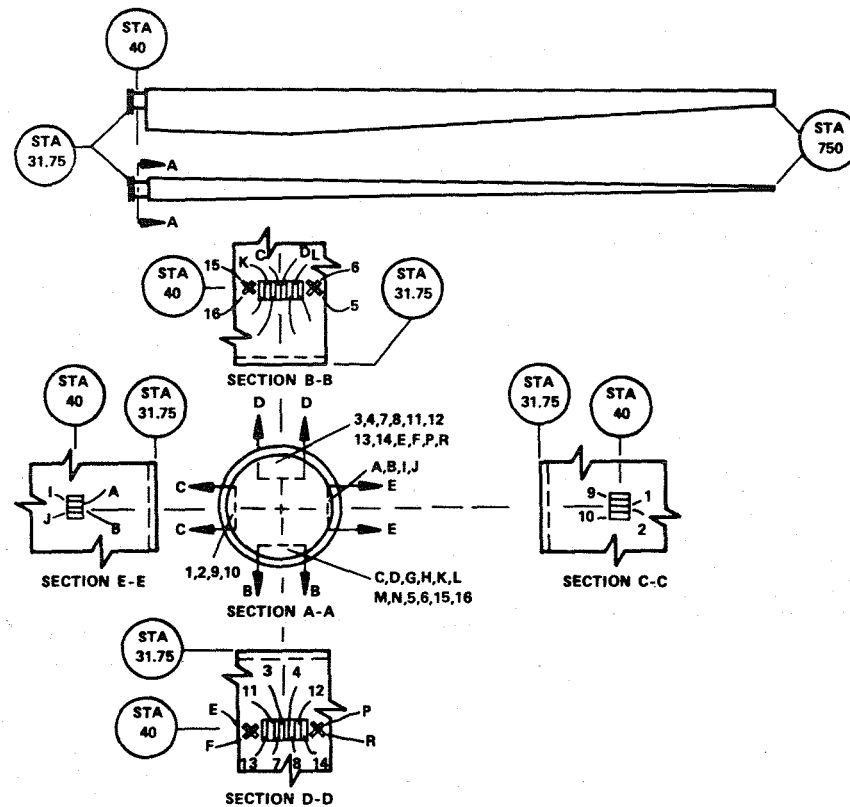 STA
40
STA
31.75
STA
750
A
A
K C D L
15 6
STA
40
16 5
STA
31.75
SECTION B-B
STA
40
STA
31.75
D D
3,4,7,8,11,12
13,14,E,F,P,R
A,B,I,J
STA
31.75
STA
40
I A
J B
SECTION E-E
C E
C E
1,2,9,10
B B
C,D,G,H,K,L
M,N,5,6,15,16
SECTION A-A
9 1
10 2
SECTION C-C
STA
31.75
3 4
11 12
STA
40
E P
F R
13 7 8 14
SECTION D-D